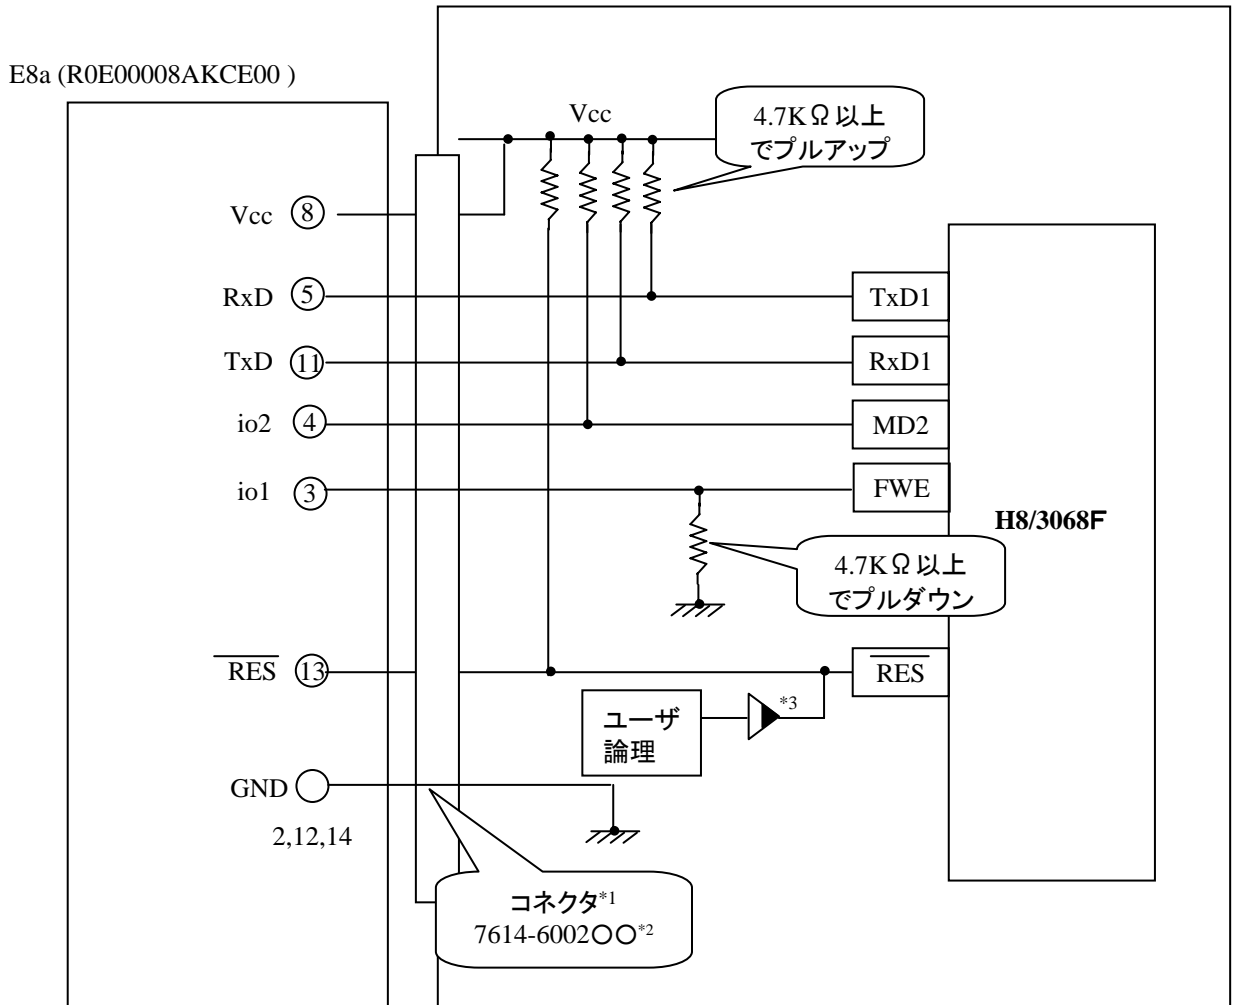 E8a (R0E00008AKCE00 )
Vcc
4.7KΩ以上
でプルアップ
Vcc 8
RxD 5
TxD1
TxD 11
RxD1
io2 4
MD2
io1 3
FWE
H8/3068F
4.7KΩ以上
でプルダウン
RES 13
RES
*3
ユーザ
論理
GND
2,12,14
コネクタ*1
7614-6002〇〇*2